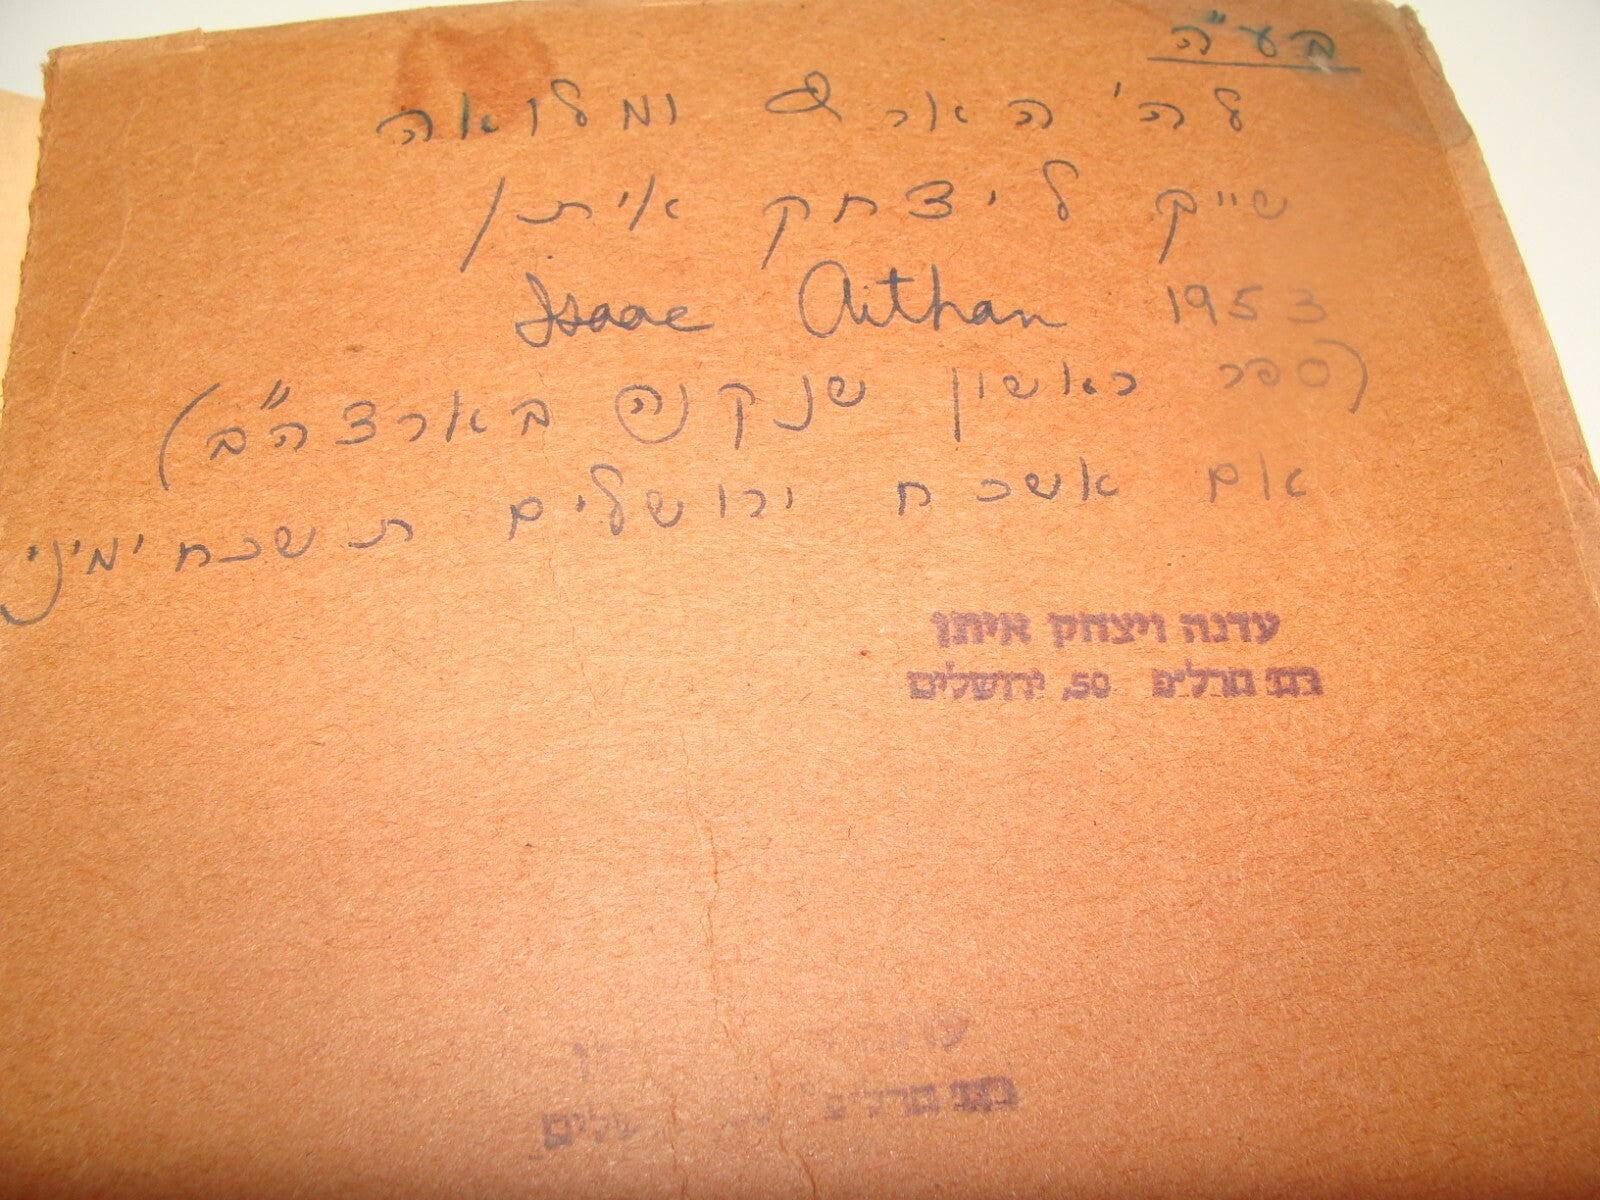 בע"ה
לה' הארץ ומלואה
שייך ליצחק איתן
Isaac Aithan 1953
(ספר ראשון שנקנה בארצה"ב)
אם אשכח ירושלים תשכח ימיני
עדנה ויצחק איתן
50, ירושלים